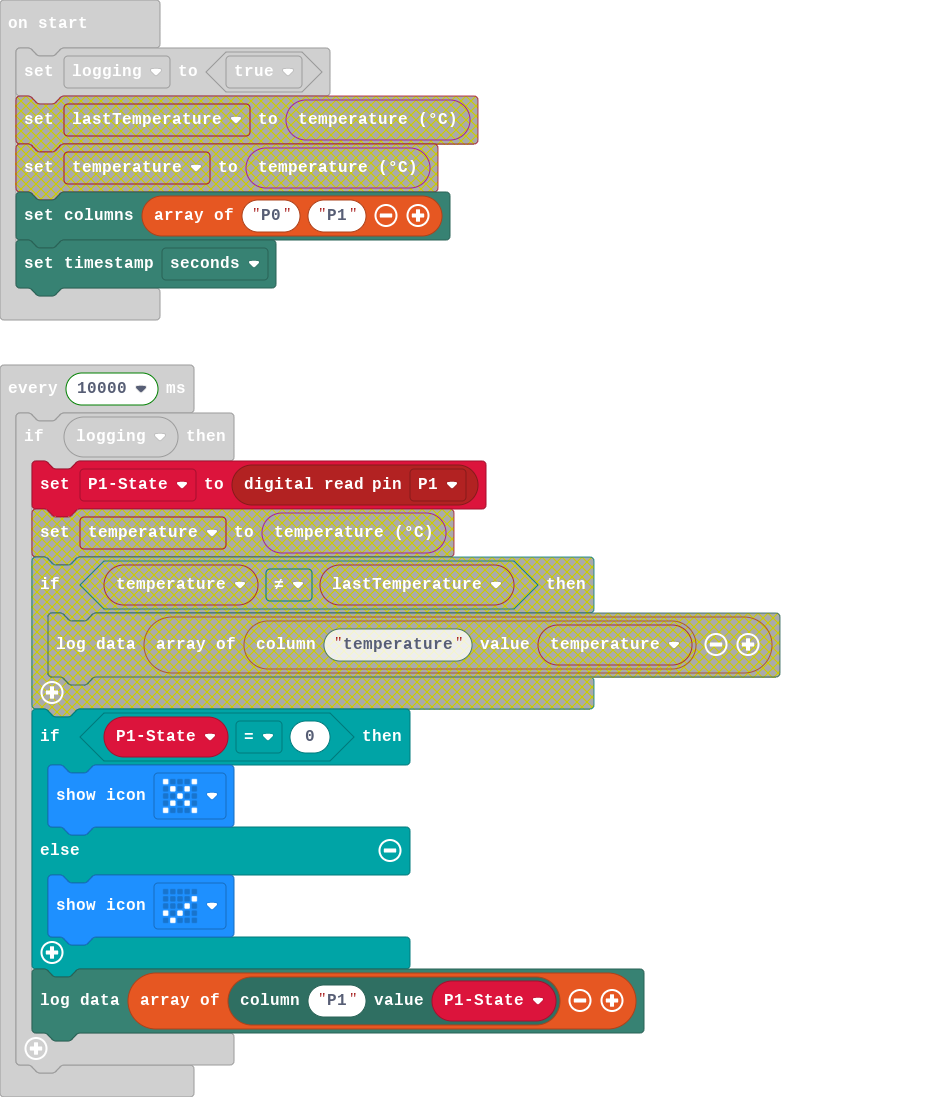 on start
set logging to true
set lastTemperature to temperature (°C)
set temperature to temperature (°C)
set columns array of "P0" "P1"
set timestamp seconds
every 10000 ms
if logging then
set P1-State to digital read pin P1
set temperature to temperature (°C)
if temperature ≠ lastTemperature then
log data array of column "temperature" value temperature
if P1-State = 0 then
show icon
else
show icon
log data array of column "P1" value P1-State